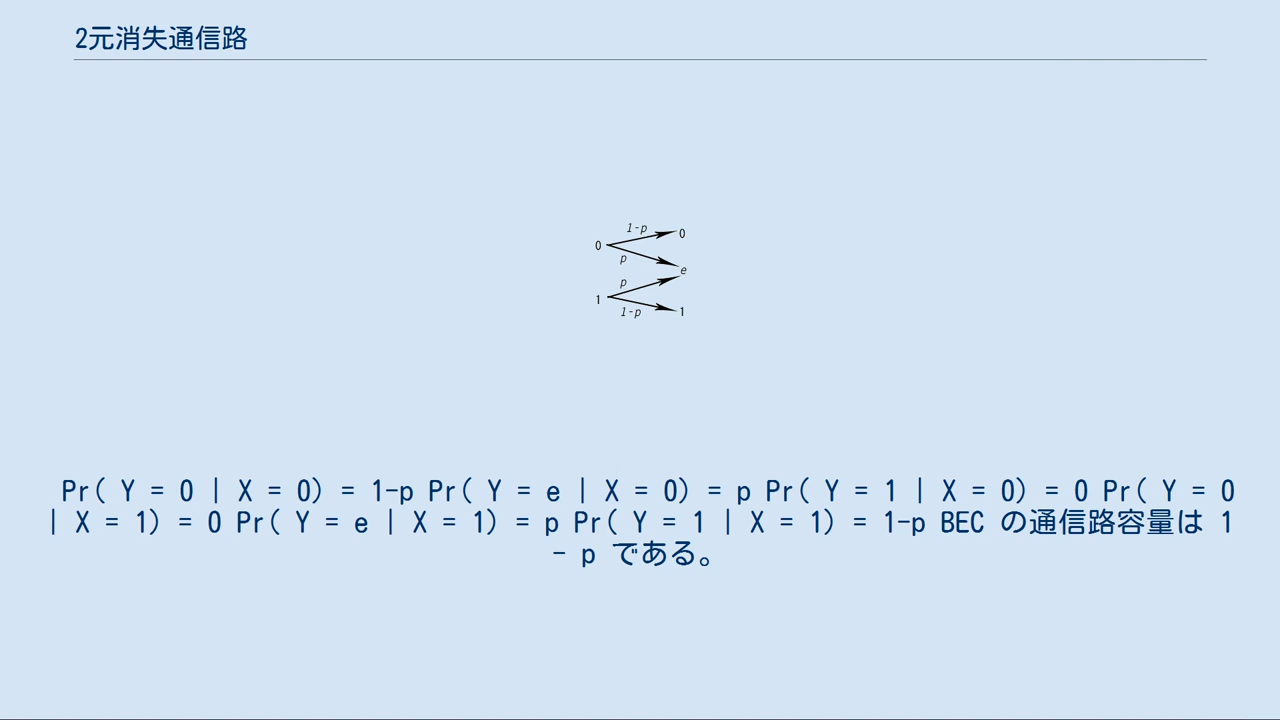 2元消失通信路
1-p
0
0
p
e
p
1
1-p
1
Pr( Y = 0 | X = 0) = 1-p Pr( Y = e | X = 0) = p Pr( Y = 1 | X = 0) = 0 Pr( Y = 0
| X = 1) = 0 Pr( Y = e | X = 1) = p Pr( Y = 1 | X = 1) = 1-p BEC の通信路容量は 1
- p である。